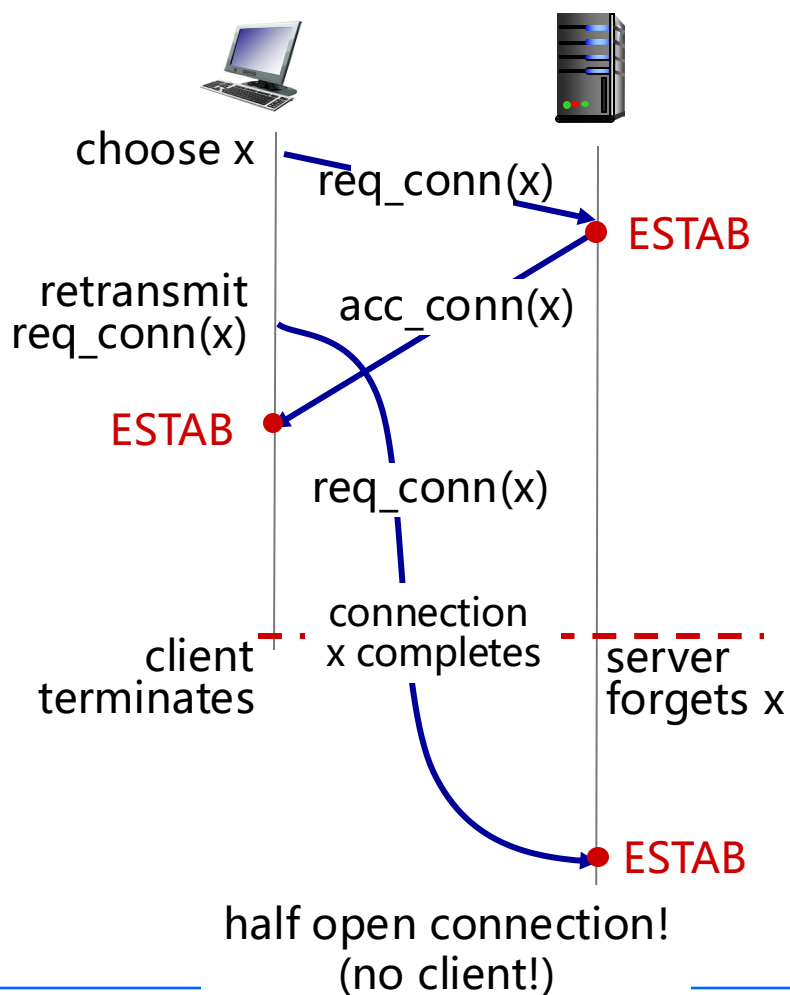 choose x
req_conn(x)
ESTAB
retransmit
req_conn(x)
acc_conn(x)
ESTAB
req_conn(x)
connection
x completes
client
terminates
server
forgets x
ESTAB
half open connection!
(no client!)